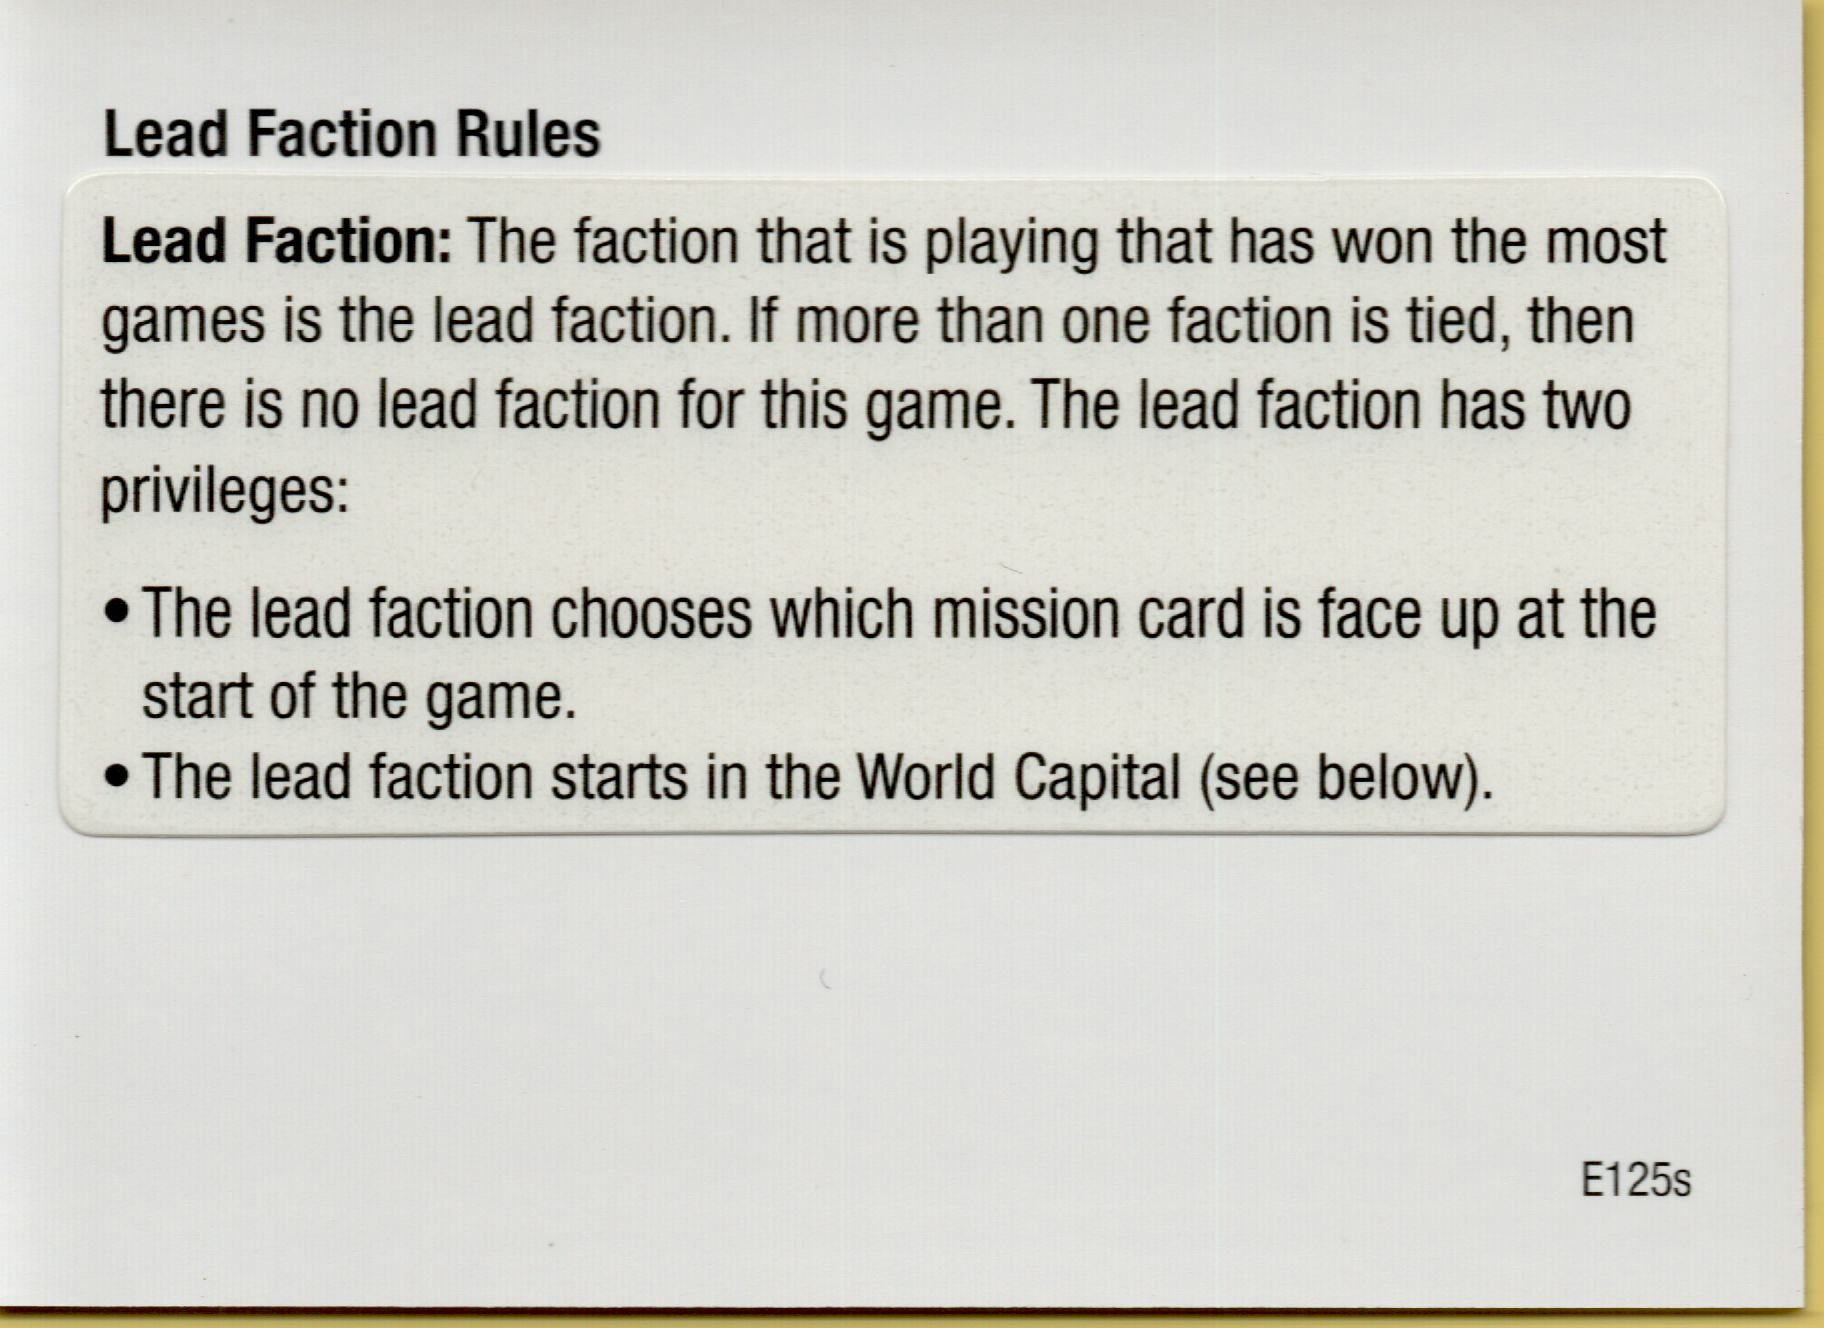 Lead Faction Rules
Lead Faction: The faction that is playing that has won the most
games is the lead faction. If more than one faction is tied, then
there is no lead faction for this game. The lead faction has two
privileges:
• The lead faction chooses which mission card is face up at the
start of the game.
• The lead faction starts in the World Capital (see below).
E125s